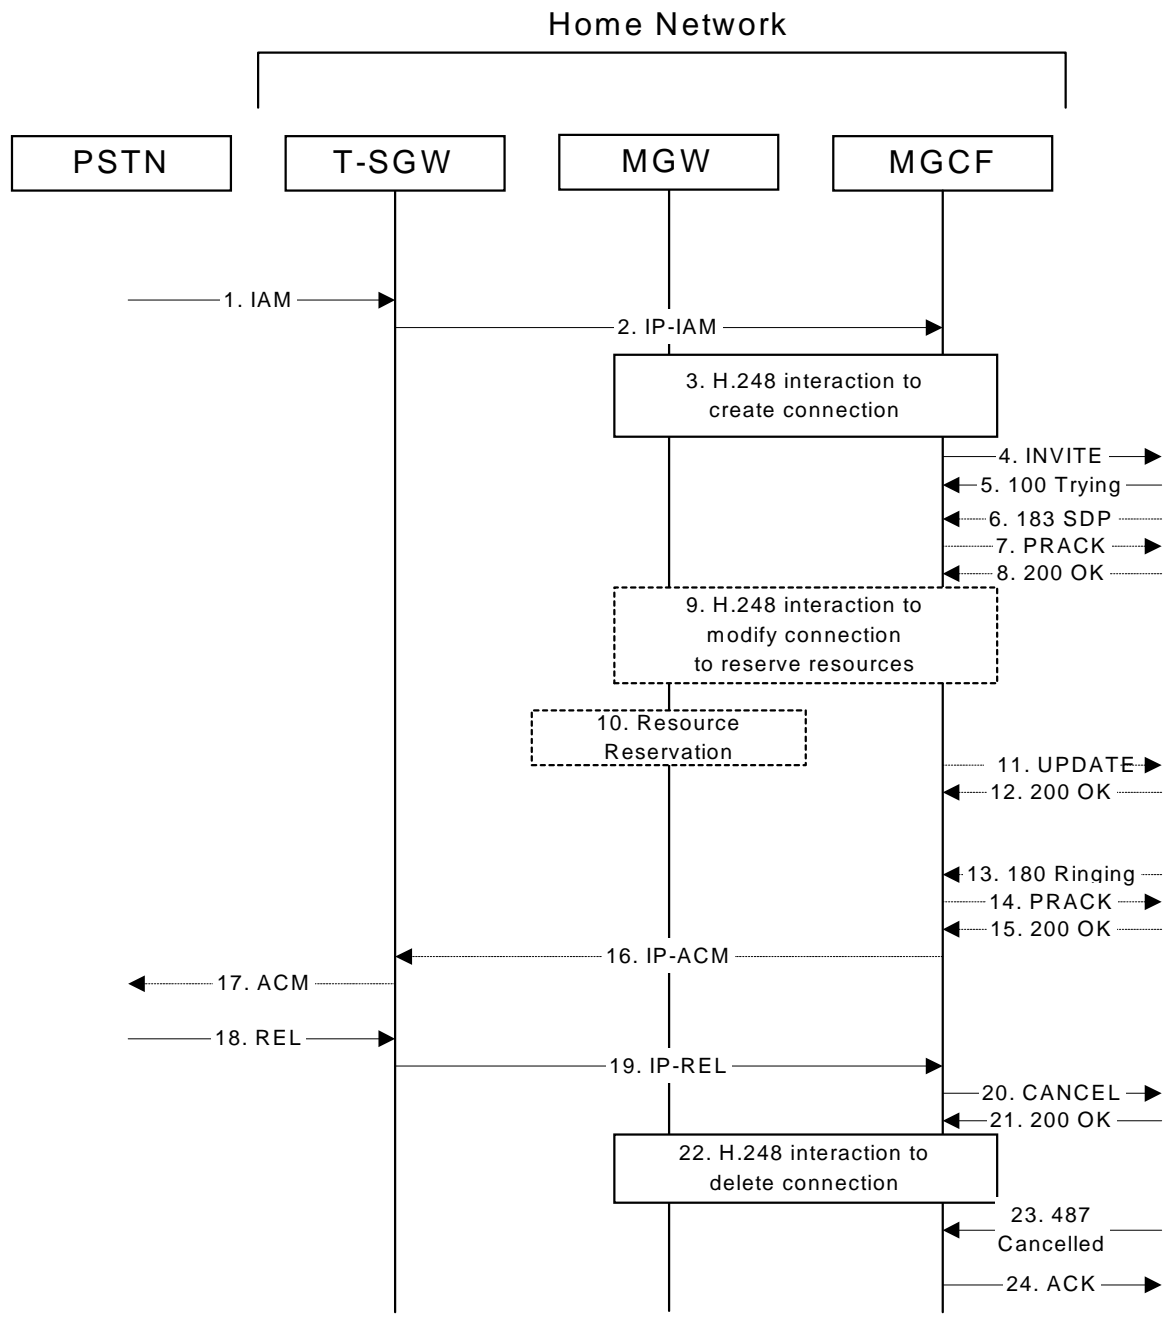 Home Network
PSTN
T-SGW
MGW
MGCF
1. IAM
2. IP-IAM
3. H.248 interaction to
create connection
4. INVITE
5. 100 Trying
6. 183 SDP
7. PRACK
8. 200 OK
9. H.248 interaction to
modify connection
to reserve resources
10. Resource
Reservation
11. UPDATE
12. 200 OK
13. 180 Ringing
14. PRACK
15. 200 OK
16. IP-ACM
17. ACM
18. REL
19. IP-REL
20. CANCEL
21. 200 OK
22. H.248 interaction to
delete connection
23. 487
Cancelled
24. ACK